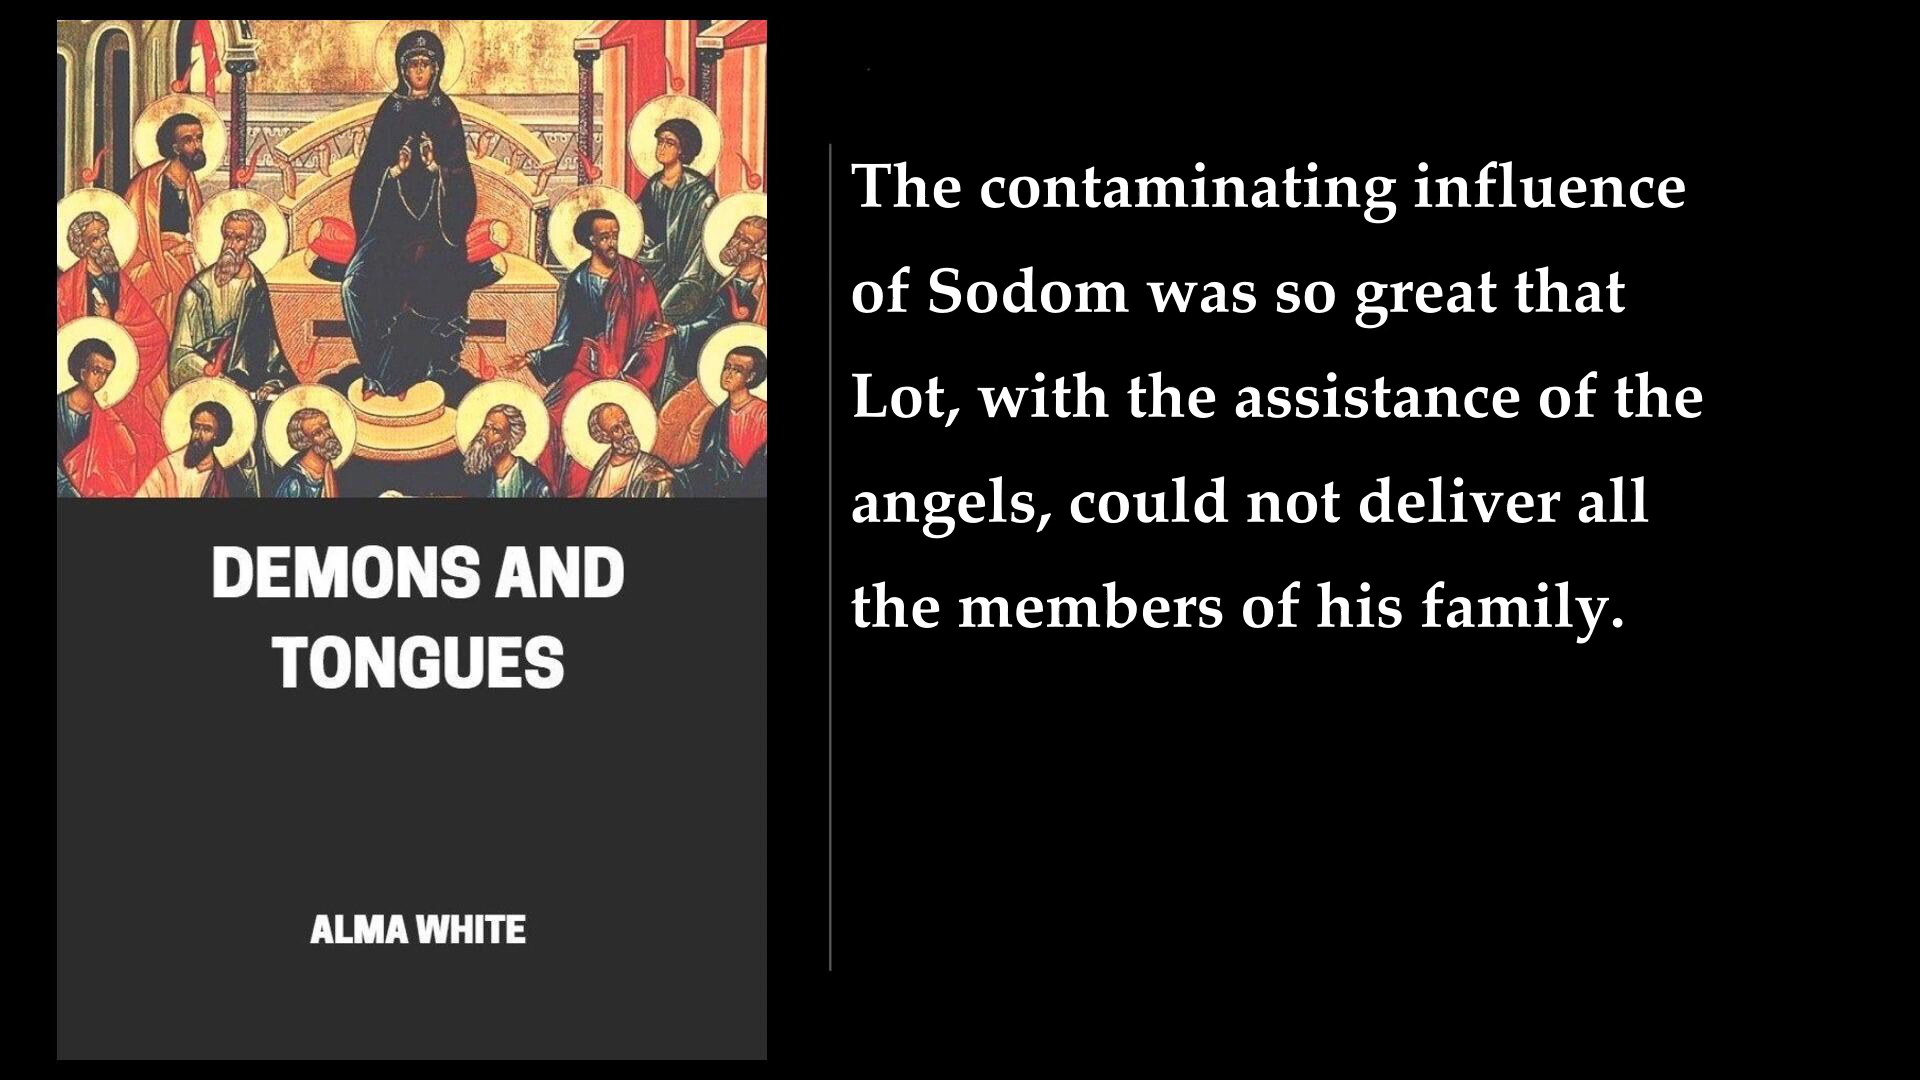 DEMONS AND
TONGUES
ALMA WHITE
The contaminating influence
of Sodom was so great that
Lot, with the assistance of the
angels, could not deliver all
the members of his family.